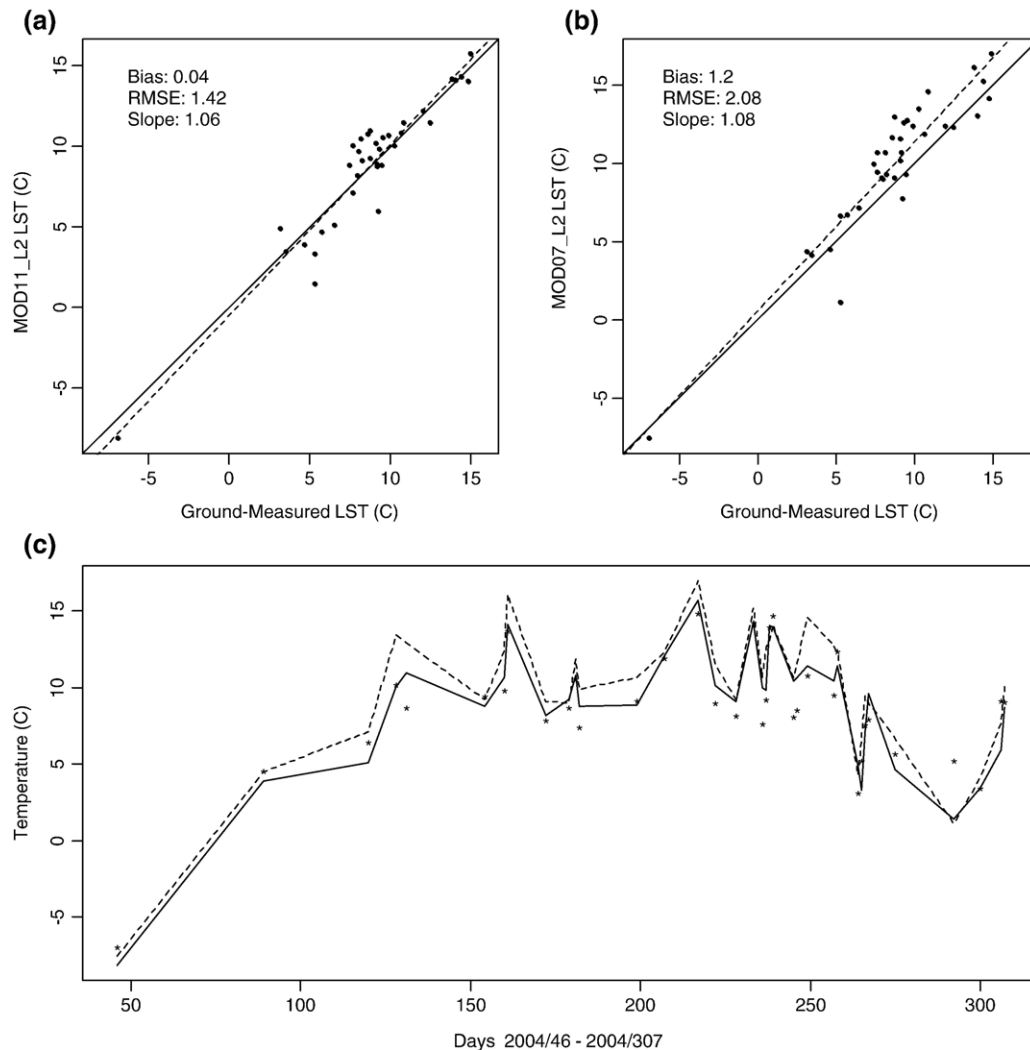 (a)
Bias: 0.04
RMSE: 1.42
Slope: 1.06
MOD11_L2 LST (C)
15
10
5
0
-5
-5 0 5 10 15
Ground-Measured LST (C)
(b)
Bias: 1.2
RMSE: 2.08
Slope: 1.08
MOD07_L2 LST (C)
15
10
5
0
-5
-5 0 5 10 15
Ground-Measured LST (C)
(c)
Temperature (C)
15
10
5
0
-5
50 100 150 200 250 300
Days 2004/46 - 2004/307